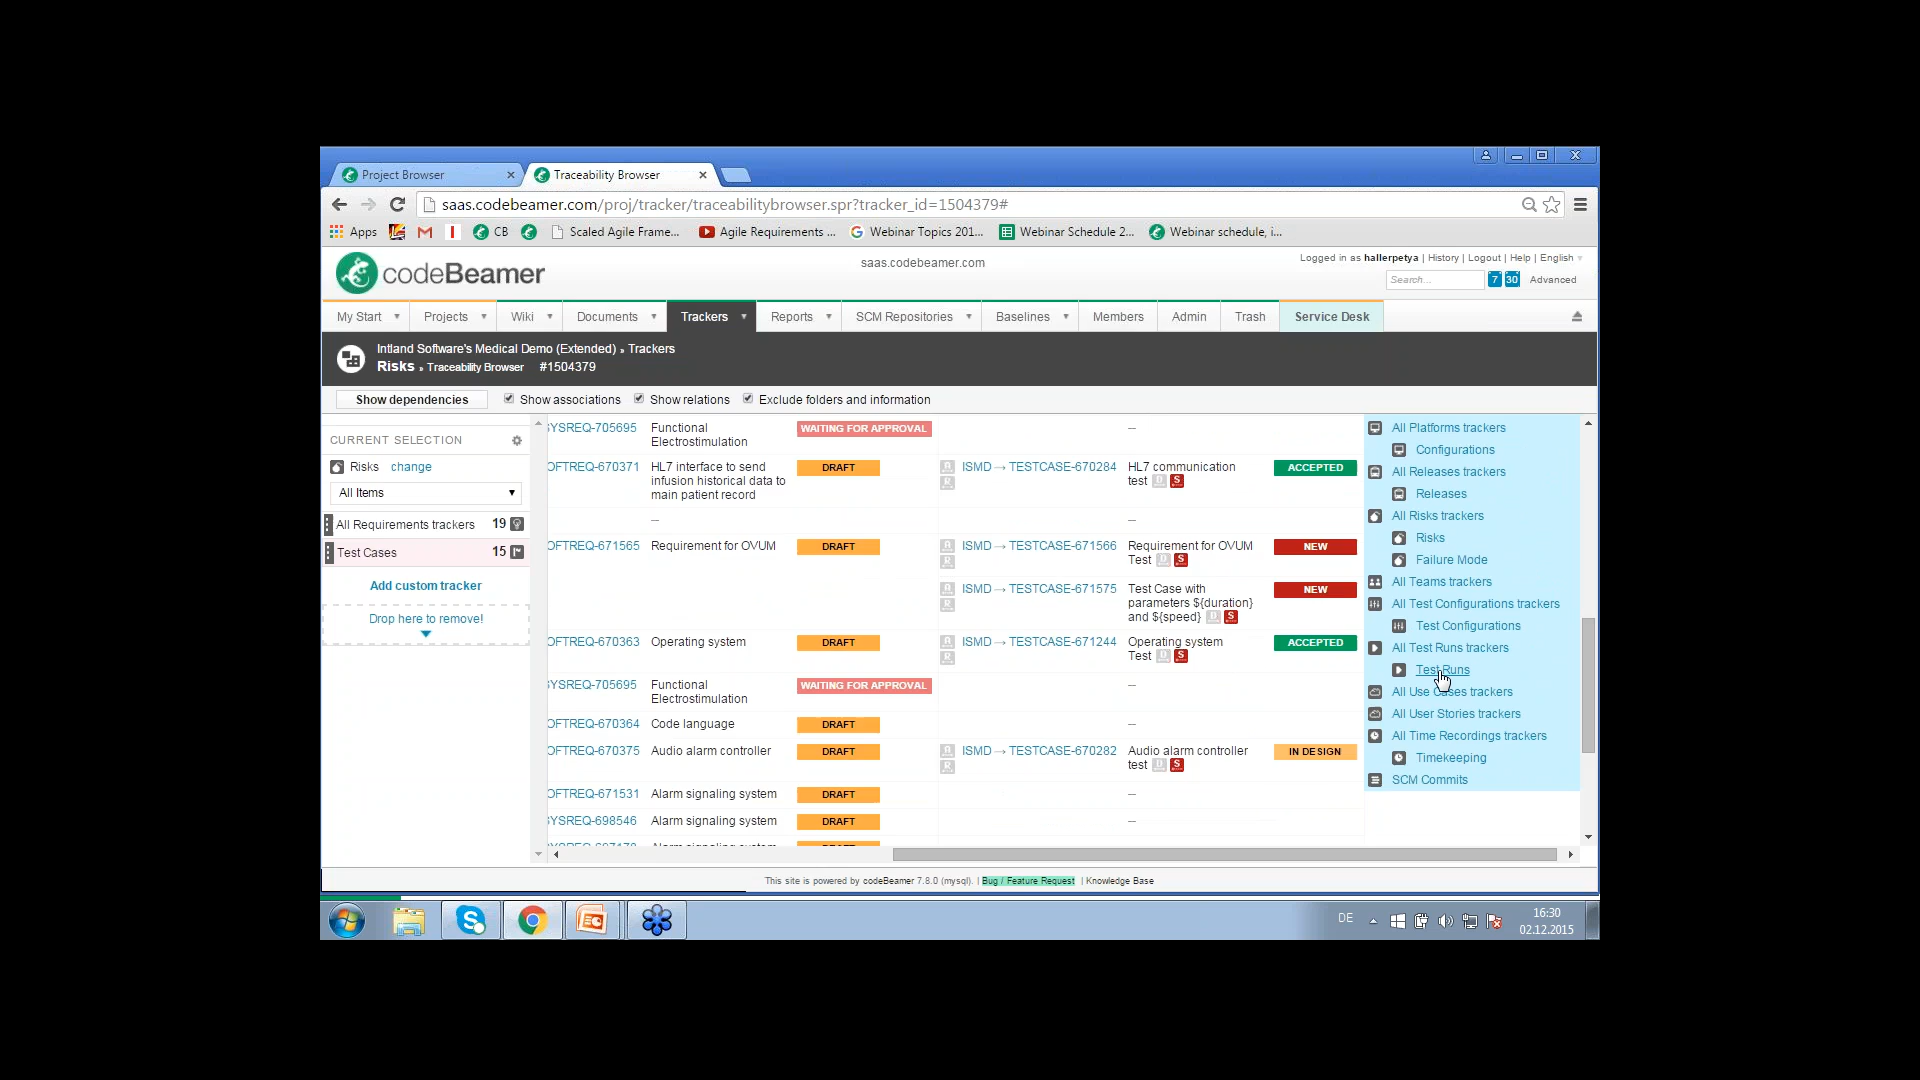 Project Browser
Traceability Browser
saas.codebeamer.com/proj/tracker/traceabilitybrowser.spr?tracker_id=1504379#
Apps
CB
Scaled Agile Frame...
Agile Requirements ...
Webinar Topics 201...
Webinar Schedule 2...
Webinar schedule, i...
codeBeamer
saas.codebeamer.com
Logged in as hallerpetya | History | Logout | Help | English
Search...
7 30
Advanced
My Start
Projects
Wiki
Documents
Trackers
Reports
SCM Repositories
Baselines
Members
Admin
Trash
Service Desk
Intland Software's Medical Demo (Extended) » Trackers
Risks » Traceability Browser #1504379
Show dependencies
Show associations
Show relations
Exclude folders and information
CURRENT SELECTION
Risks change
All Items
All Requirements trackers 19
Test Cases 15
Add custom tracker
Drop here to remove!
SYSREQ-705695 Functional Electrostimulation WAITING FOR APPROVAL –
OFTREQ-670371 HL7 interface to send infusion historical data to main patient record DRAFT A R ISMD → TESTCASE-670284 HL7 communication test D S ACCEPTED
– –
OFTREQ-671565 Requirement for OVUM DRAFT A R ISMD → TESTCASE-671566 Requirement for OVUM Test D S NEW
A R ISMD → TESTCASE-671575 Test Case with parameters ${duration} and ${speed} D S NEW
OFTREQ-670363 Operating system DRAFT A R ISMD → TESTCASE-671244 Operating system Test D S ACCEPTED
SYSREQ-705695 Functional Electrostimulation WAITING FOR APPROVAL –
OFTREQ-670364 Code language DRAFT –
OFTREQ-670375 Audio alarm controller DRAFT A R ISMD → TESTCASE-670282 Audio alarm controller test D S IN DESIGN
OFTREQ-671531 Alarm signaling system DRAFT –
SYSREQ-698546 Alarm signaling system DRAFT –
All Platforms trackers
Configurations
All Releases trackers
Releases
All Risks trackers
Risks
Failure Mode
All Teams trackers
All Test Configurations trackers
Test Configurations
All Test Runs trackers
Test Runs
All Use Cases trackers
All User Stories trackers
All Time Recordings trackers
Timekeeping
SCM Commits
This site is powered by codeBeamer 7.8.0 (mysql). | Bug / Feature Request | Knowledge Base
DE
16:30
02.12.2015